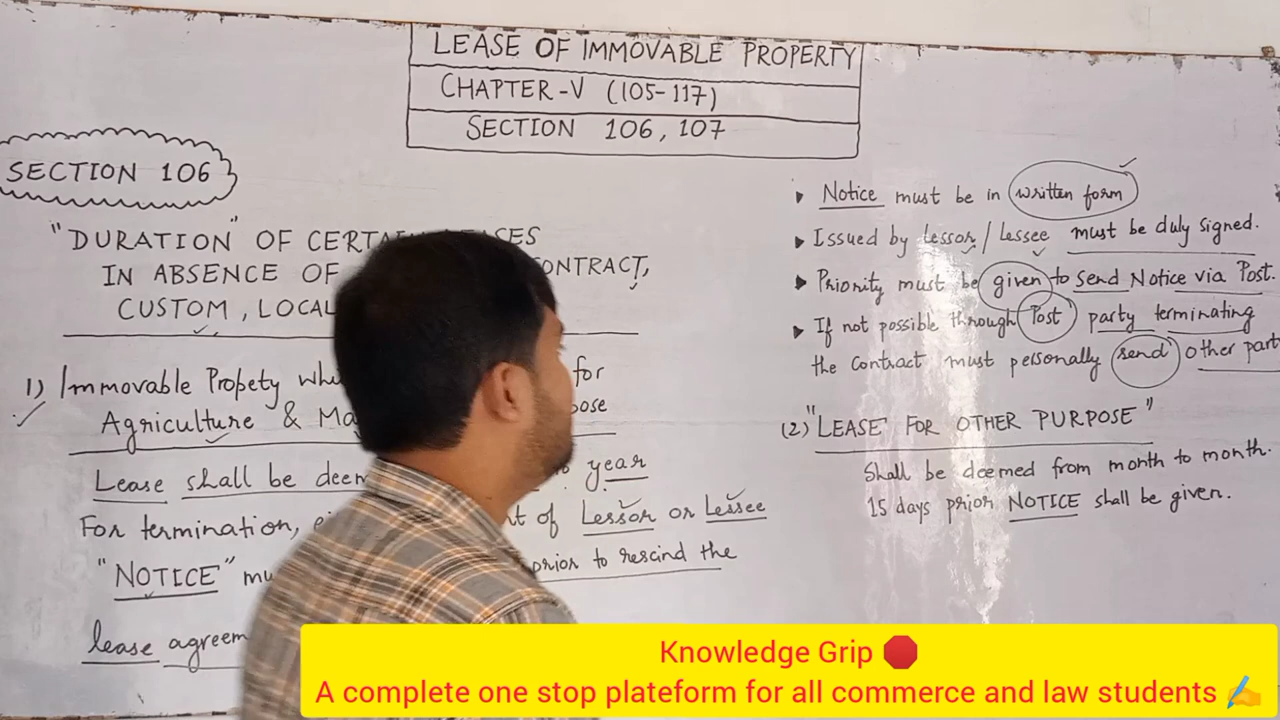 LEASE OF IMMOVABLE PROPERTY
CHAPTER-V (105-117)
SECTION 106, 107
SECTION 106
"DURATION" OF CERTAIN LEASES
IN ABSENCE OF CONTRACT,
CUSTOM, LOCAL
1) Immovable Propety for
Agriculture & 
Lease shall be year
For termination, of Lessor or Lessee
"NOTICE" prior to rescind the
lease
• Notice must be in written form
• Issued by lessor/Lessee must be duly signed.
• Priority must be given to send Notice via Post.
• If not possible through Post party terminating
the contract must personally send other
(2) "LEASE FOR OTHER PURPOSE"
Shall be deemed from month to month.
15 days prior NOTICE shall be given.
Knowledge Grip 🛑
A complete one stop plateform for all commerce and law students ✍️